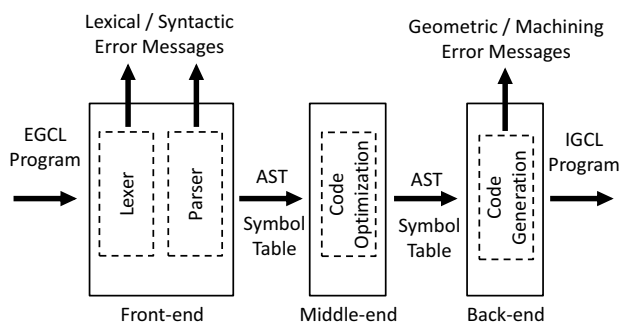 Lexical / Syntactic
Error Messages
Geometric / Machining
Error Messages
EGCL
Program
Lexer
Parser
AST
Symbol
Table
Code
Optimization
AST
Symbol
Table
Code
Generation
IGCL
Program
Front-end
Middle-end
Back-end